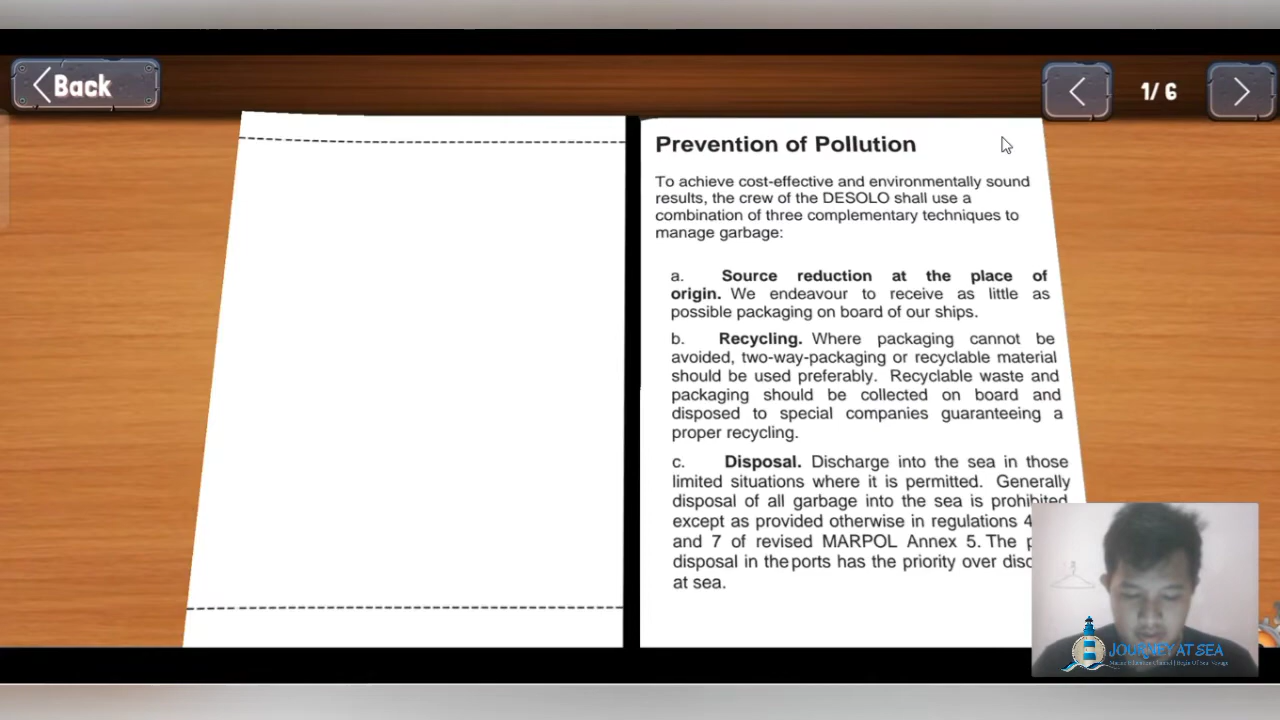 Back
1/ 6
Prevention of Pollution
To achieve cost-effective and environmentally sound
results, the crew of the DESOLO shall use a
combination of three complementary techniques to
manage garbage:
a. Source reduction at the place of
origin. We endeavour to receive as little as
possible packaging on board of our ships.
b. Recycling. Where packaging cannot be
avoided, two-way-packaging or recyclable material
should be used preferably. Recyclable waste and
packaging should be collected on board and
disposed to special companies guaranteeing a
proper recycling.
c. Disposal. Discharge into the sea in those
limited situations where it is permitted. Generally
disposal of all garbage into the sea is prohibited
except as provided otherwise in regulations 4
and 7 of revised MARPOL Annex 5. The
disposal in the ports has the priority over
at sea.
JOURNEY AT SEA